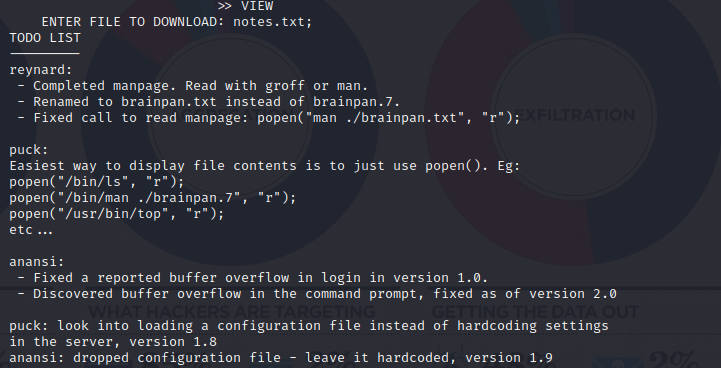 >> VIEW
ENTER FILE TO DOWNLOAD: notes.txt;
TODO LIST
---------
reynard:
- Completed manpage. Read with groff or man.
- Renamed to brainpan.txt instead of brainpan.7.
- Fixed call to read manpage: popen("man ./brainpan.txt", "r");
EXFILTRATION
puck:
Easiest way to display file contents is to just use popen(). Eg:
popen("/bin/ls", "r");
popen("/bin/man ./brainpan.7", "r");
popen("/usr/bin/top", "r");
etc...
anansi:
- Fixed a reported buffer overflow in login in version 1.0.
- Discovered buffer overflow in the command prompt, fixed as of version 2.0
WHAT HACKERS ARE TARGETING
GETTING THE DATA OUT
puck: look into loading a configuration file instead of hardcoding settings
in the server, version 1.8
anansi: dropped configuration file - leave it hardcoded, version 1.9